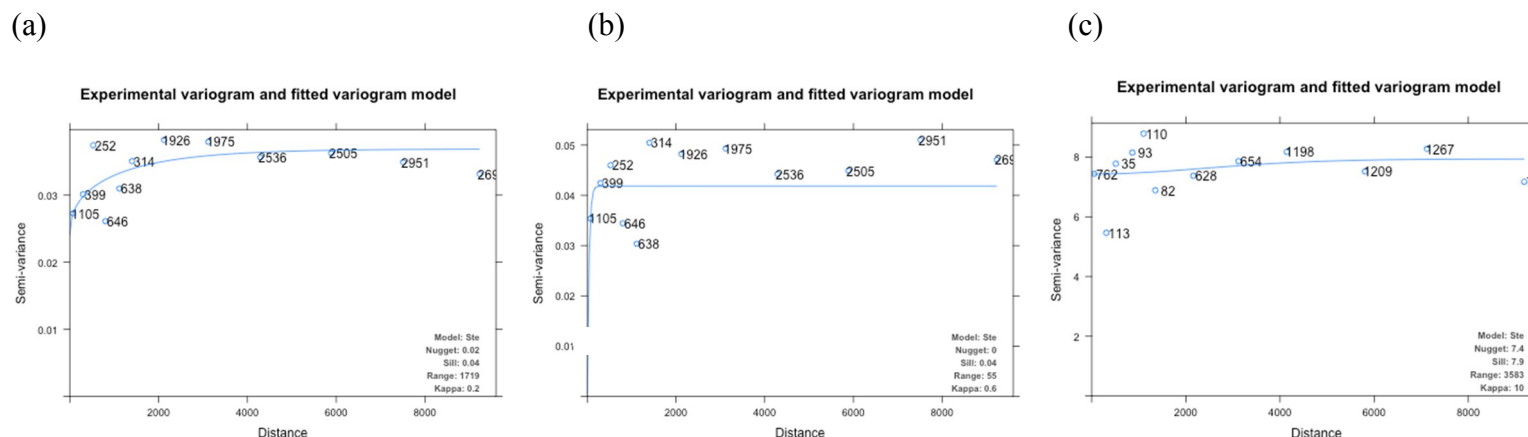 (a)
(b)
(c)
Experimental variogram and fitted variogram model
Semi-variance
0.03
0.02
0.01
252
1926
1975
314
2536
2505
2951
269
399
638
1105
646
Model: Ste
Nugget: 0.02
Sill: 0.04
Range: 1719
Kappa: 0.2
2000
4000
6000
8000
Distance
Experimental variogram and fitted variogram model
Semi-variance
0.05
0.04
0.03
0.02
0.01
314
1926
1975
2951
252
2536
2505
269
399
1105
646
638
Model: Ste
Nugget: 0
Sill: 0.04
Range: 55
Kappa: 0.6
2000
4000
6000
8000
Distance
Experimental variogram and fitted variogram model
Semi-variance
8
6
4
2
110
93
35
1198
1267
654
762
628
1209
82
113
Model: Ste
Nugget: 7.4
Sill: 7.9
Range: 3583
Kappa: 10
2000
4000
6000
8000
Distance